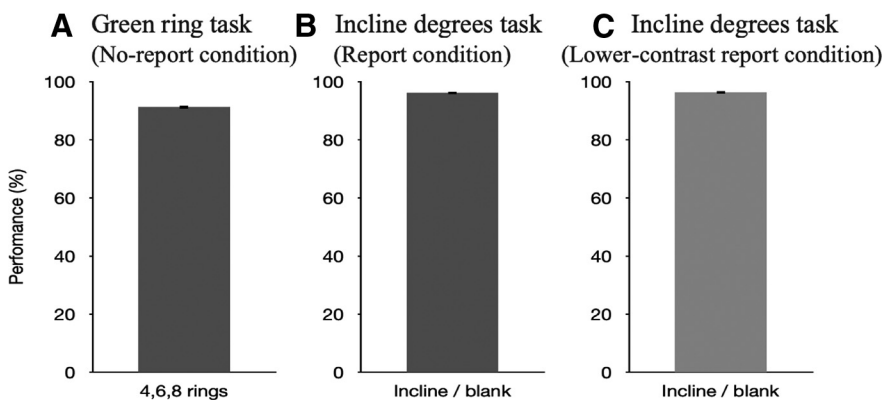 A Green ring task
(No-report condition)
B Incline degrees task
(Report condition)
C Incline degrees task
(Lower-contrast report condition)
Perfomance (%)
100
80
60
40
20
0
4,6,8 rings
100
80
60
40
20
0
Incline / blank
100
80
60
40
20
0
Incline / blank